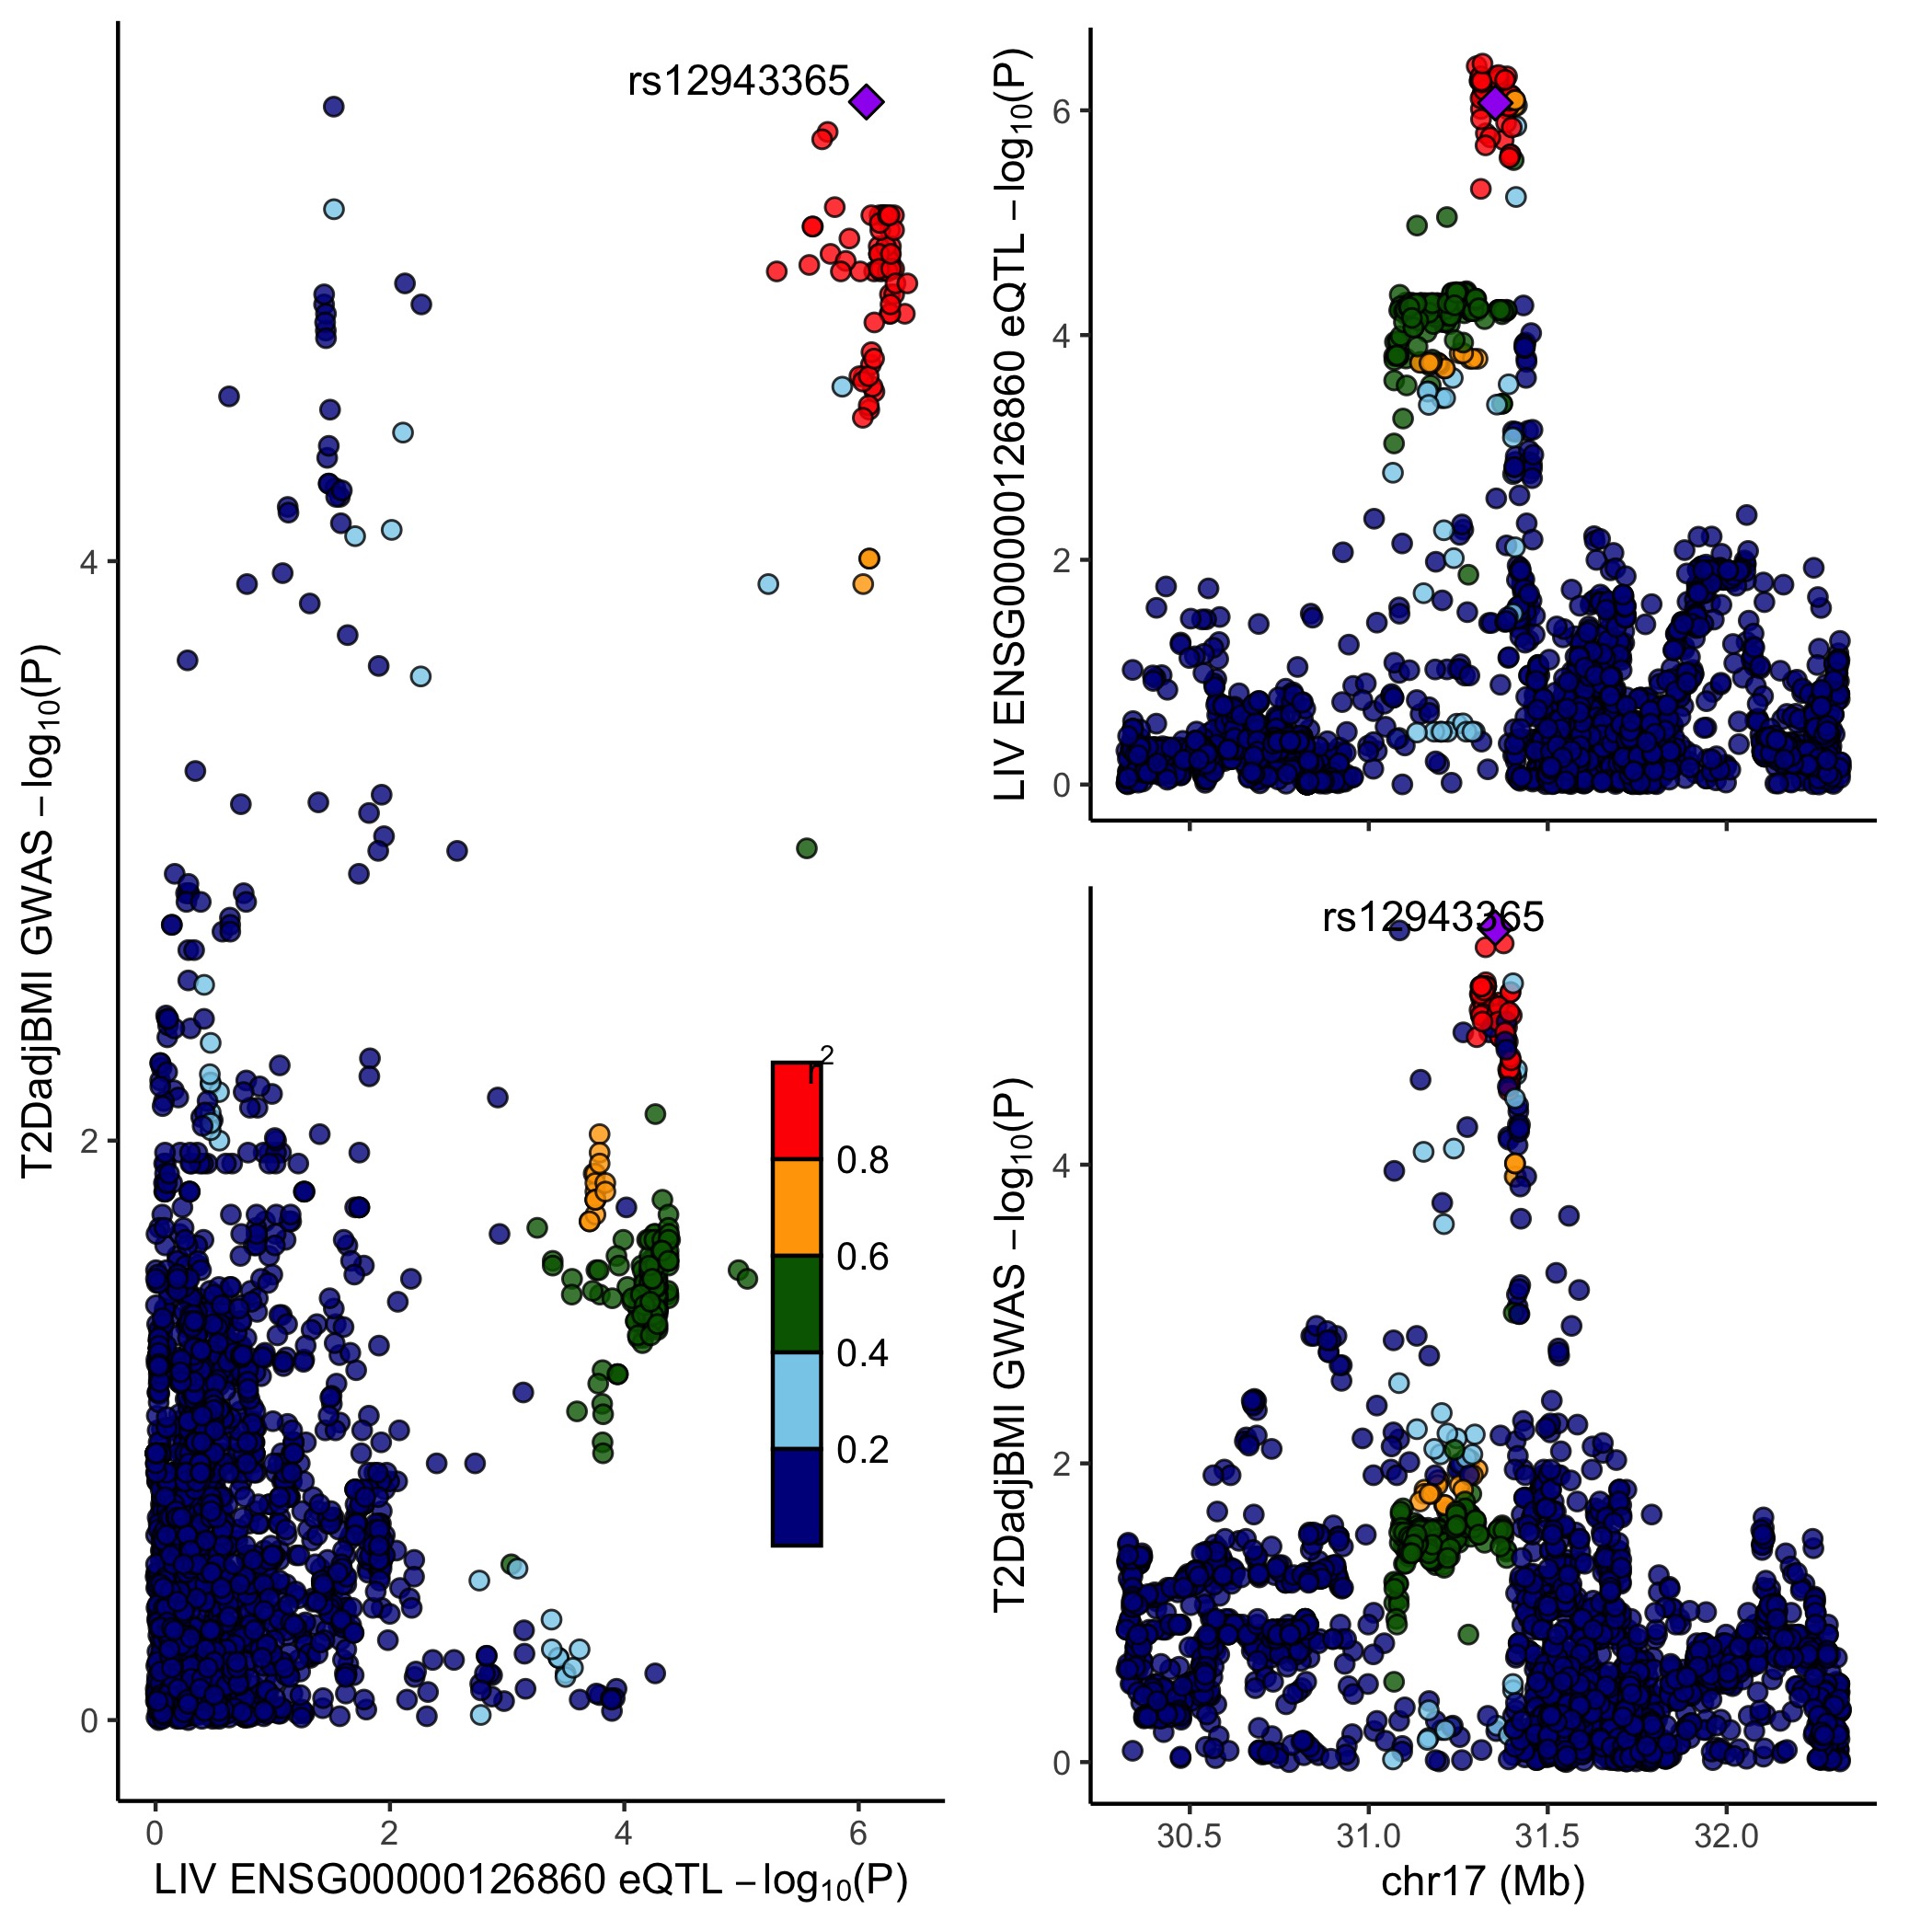 T2DadjBMI GWAS −log10(P)
4
2
0
rs12943365
r2
0.8
0.6
0.4
0.2
0 2 4 6
LIV ENSG00000126860 eQTL −log10(P)
LIV ENSG00000126860 eQTL −log10(P)
6
4
2
0
T2DadjBMI GWAS −log10(P)
rs12943365
4
2
0
30.5 31.0 31.5 32.0
chr17 (Mb)